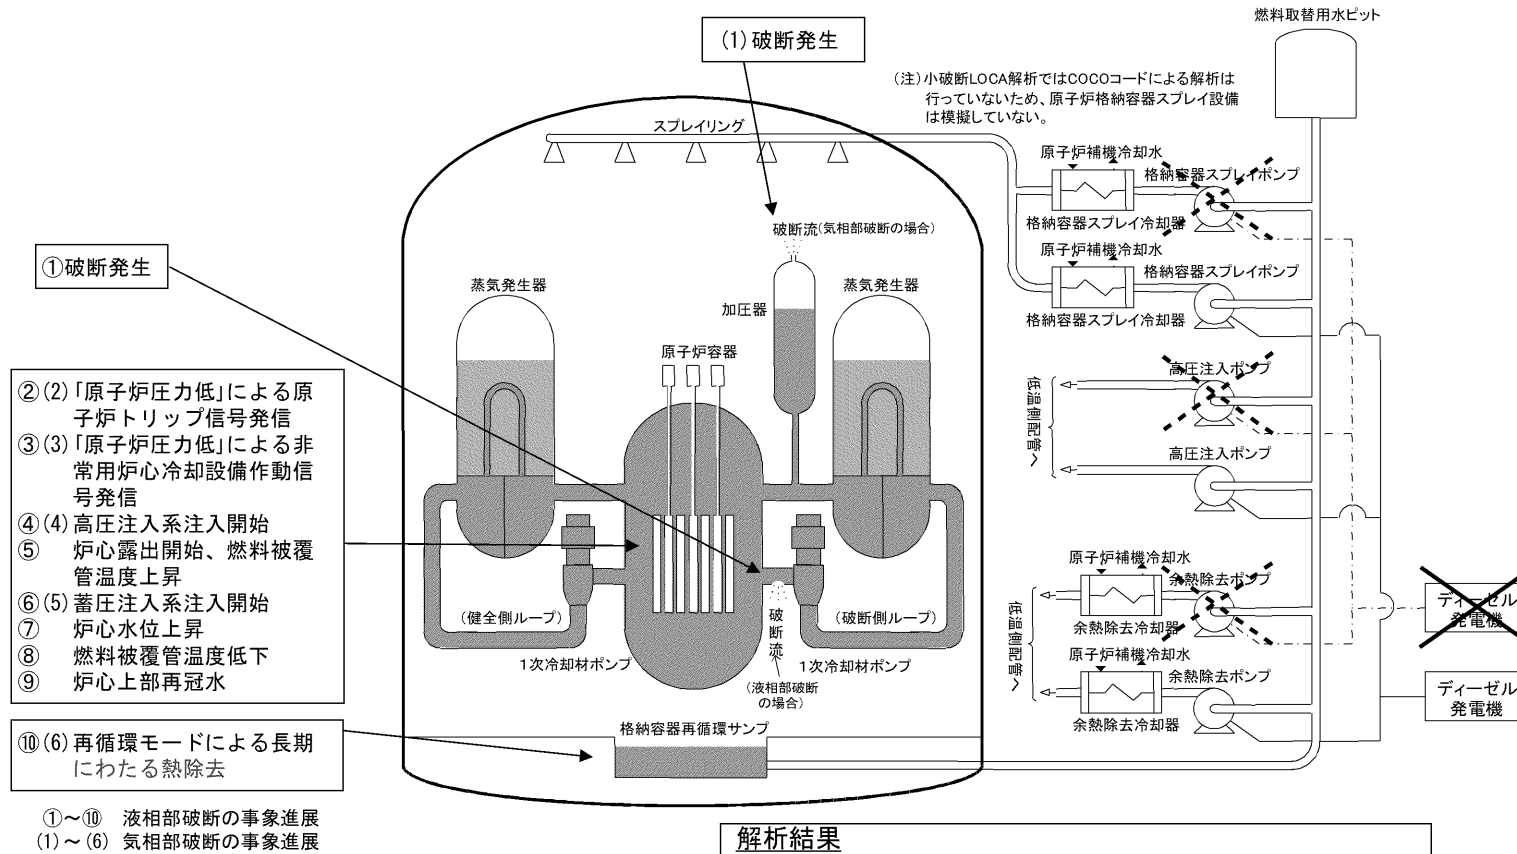 燃料取替用水ピット
(1)破断発生
(注)小破断LOCA解析ではCOCOコードによる解析は
行っていないため、原子炉格納容器スプレイ設備
は模擬していない。
スプレイリング
原子炉補機冷却水
格納容器スプレイポンプ
格納容器スプレイ冷却器
破断流(気相部破断の場合)
原子炉補機冷却水
格納容器スプレイポンプ
格納容器スプレイ冷却器
①破断発生
蒸気発生器
加圧器
蒸気発生器
原子炉容器
②(2)「原子炉圧力低」による原
子炉トリップ信号発信
③(3)「原子炉圧力低」による非
常用炉心冷却設備作動信
号発信
④(4)高圧注入系注入開始
⑤ 炉心露出開始、燃料被覆
管温度上昇
⑥(5)蓄圧注入系注入開始
⑦ 炉心水位上昇
⑧ 燃料被覆管温度低下
⑨ 炉心上部再冠水
高圧注入ポンプ
低温側配管へ
高圧注入ポンプ
原子炉補機冷却水
余熱除去ポンプ
余熱除去冷却器
低温側配管へ
原子炉補機冷却水
余熱除去ポンプ
余熱除去冷却器
ディーゼル
発電機
ディーゼル
発電機
(健全側ループ)
1次冷却材ポンプ
破断流
(液相部破断
の場合)
(破断側ループ)
1次冷却材ポンプ
格納容器再循環サンプ
⑩(6)再循環モードによる長期
にわたる熱除去
①~⑩ 液相部破断の事象進展
(1)~(6) 気相部破断の事象進展
解析結果